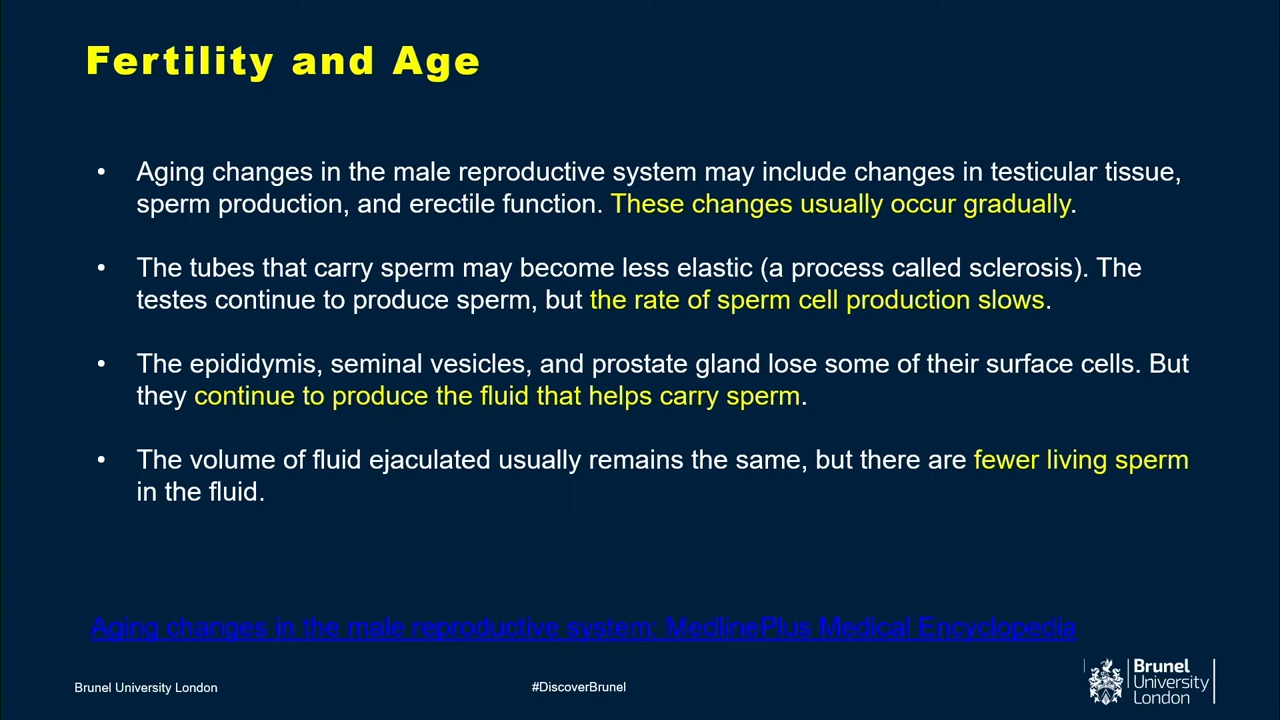 Fertility and Age
• Aging changes in the male reproductive system may include changes in testicular tissue,
sperm production, and erectile function. These changes usually occur gradually.
• The tubes that carry sperm may become less elastic (a process called sclerosis). The
testes continue to produce sperm, but the rate of sperm cell production slows.
• The epididymis, seminal vesicles, and prostate gland lose some of their surface cells. But
they continue to produce the fluid that helps carry sperm.
• The volume of fluid ejaculated usually remains the same, but there are fewer living sperm
in the fluid.
Aging changes in the male reproductive system: MedlinePlus Medical Encyclopedia
Brunel University London
#DiscoverBrunel
Brunel
University
London